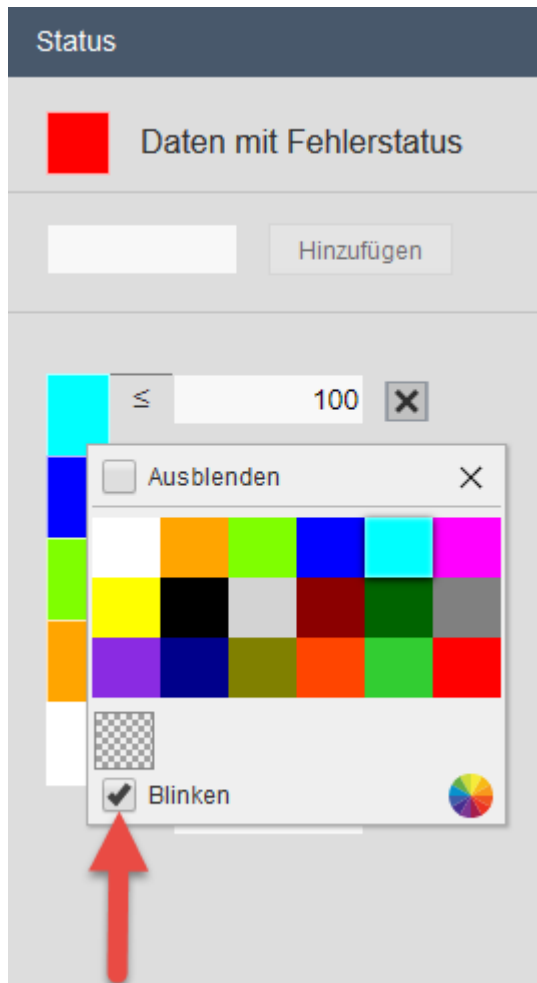 Status
Daten mit Fehlerstatus
Hinzufügen
≤ 100
Ausblenden
Blinken